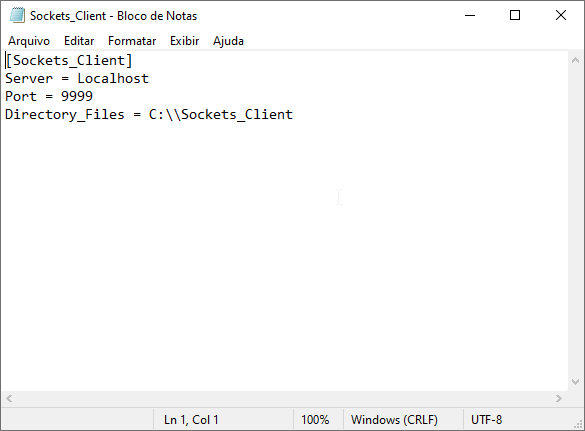 Sockets_Client - Bloco de Notas
Arquivo Editar Formatar Exibir Ajuda
[Sockets_Client]
Server = Localhost
Port = 9999
Directory_Files = C:\\Sockets_Client
Ln 1, Col 1 100% Windows (CRLF) UTF-8